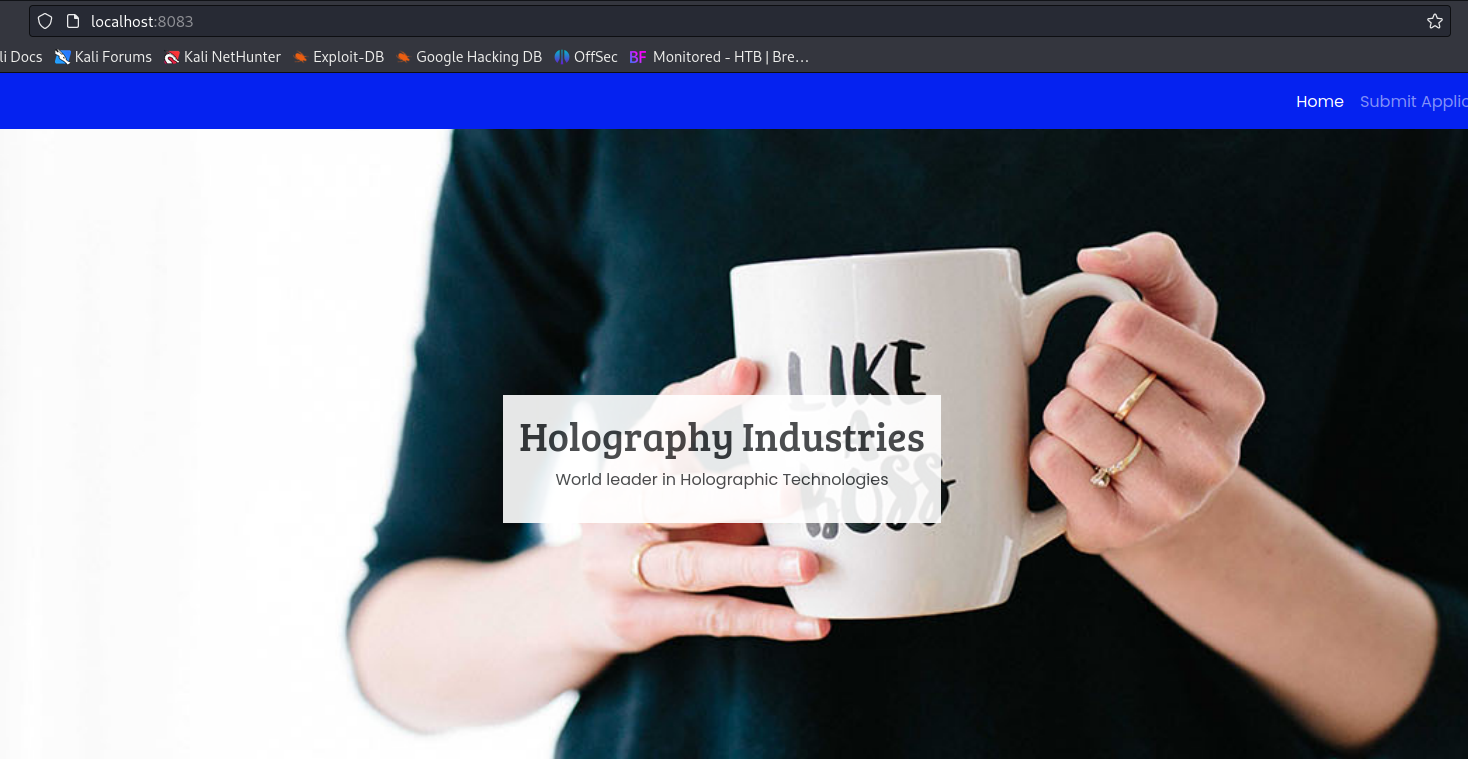 localhost:8083
li Docs Kali Forums Kali NetHunter Exploit-DB Google Hacking DB OffSec BF Monitored - HTB | Bre...
Home Submit Applic
LIKE
A
BOSS
Holography Industries
World leader in Holographic Technologies